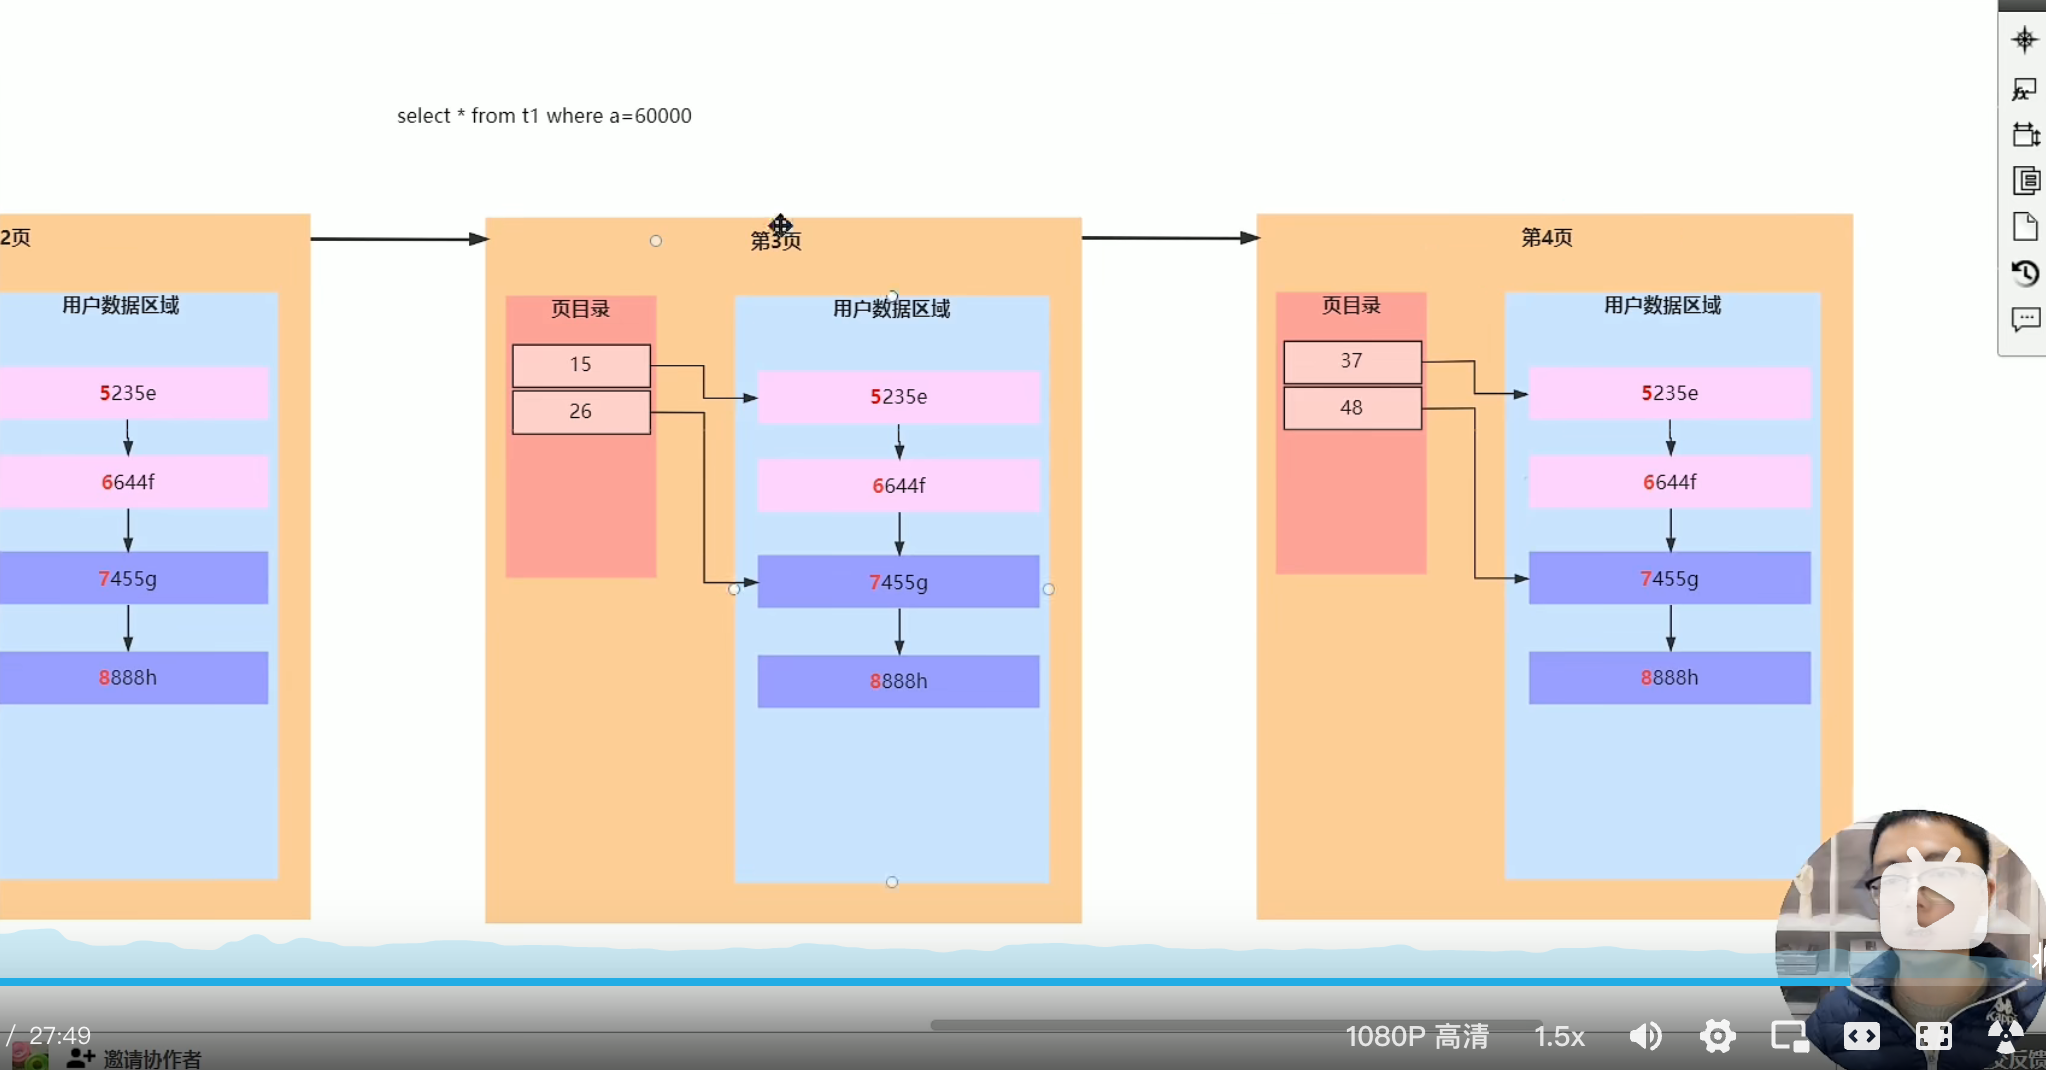 select * from t1 where a=60000
2页
用户数据区域
5235e
6644f
7455g
8888h
第3页
页目录
15
26
用户数据区域
5235e
6644f
7455g
8888h
第4页
页目录
37
48
用户数据区域
5235e
6644f
7455g
8888h
/ 27:49
1080P 高清
1.5x
邀请协作者
反馈